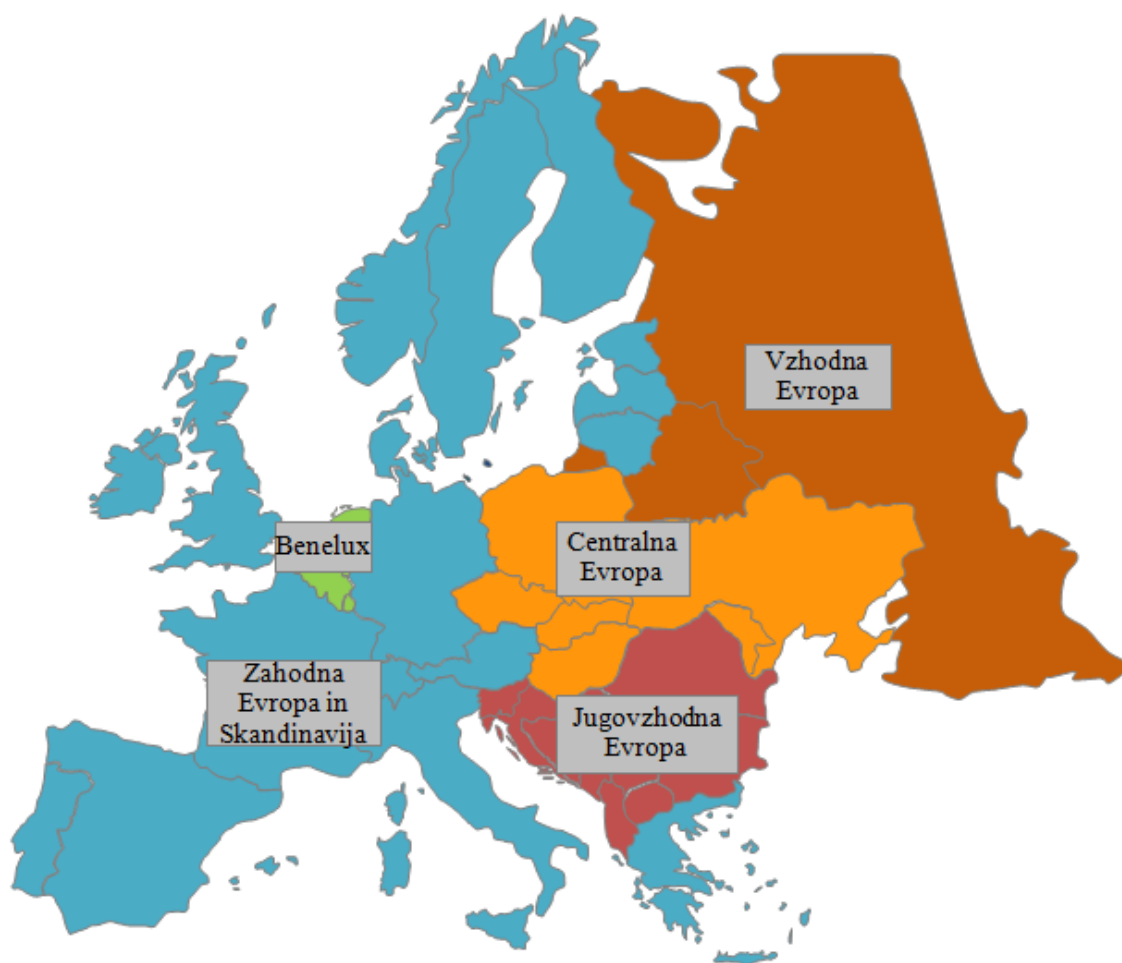 Vzhodna
Evropa
Benelux
Centralna
Evropa
Zahodna
Evropa in
Skandinavija
Jugovzhodna
Evropa